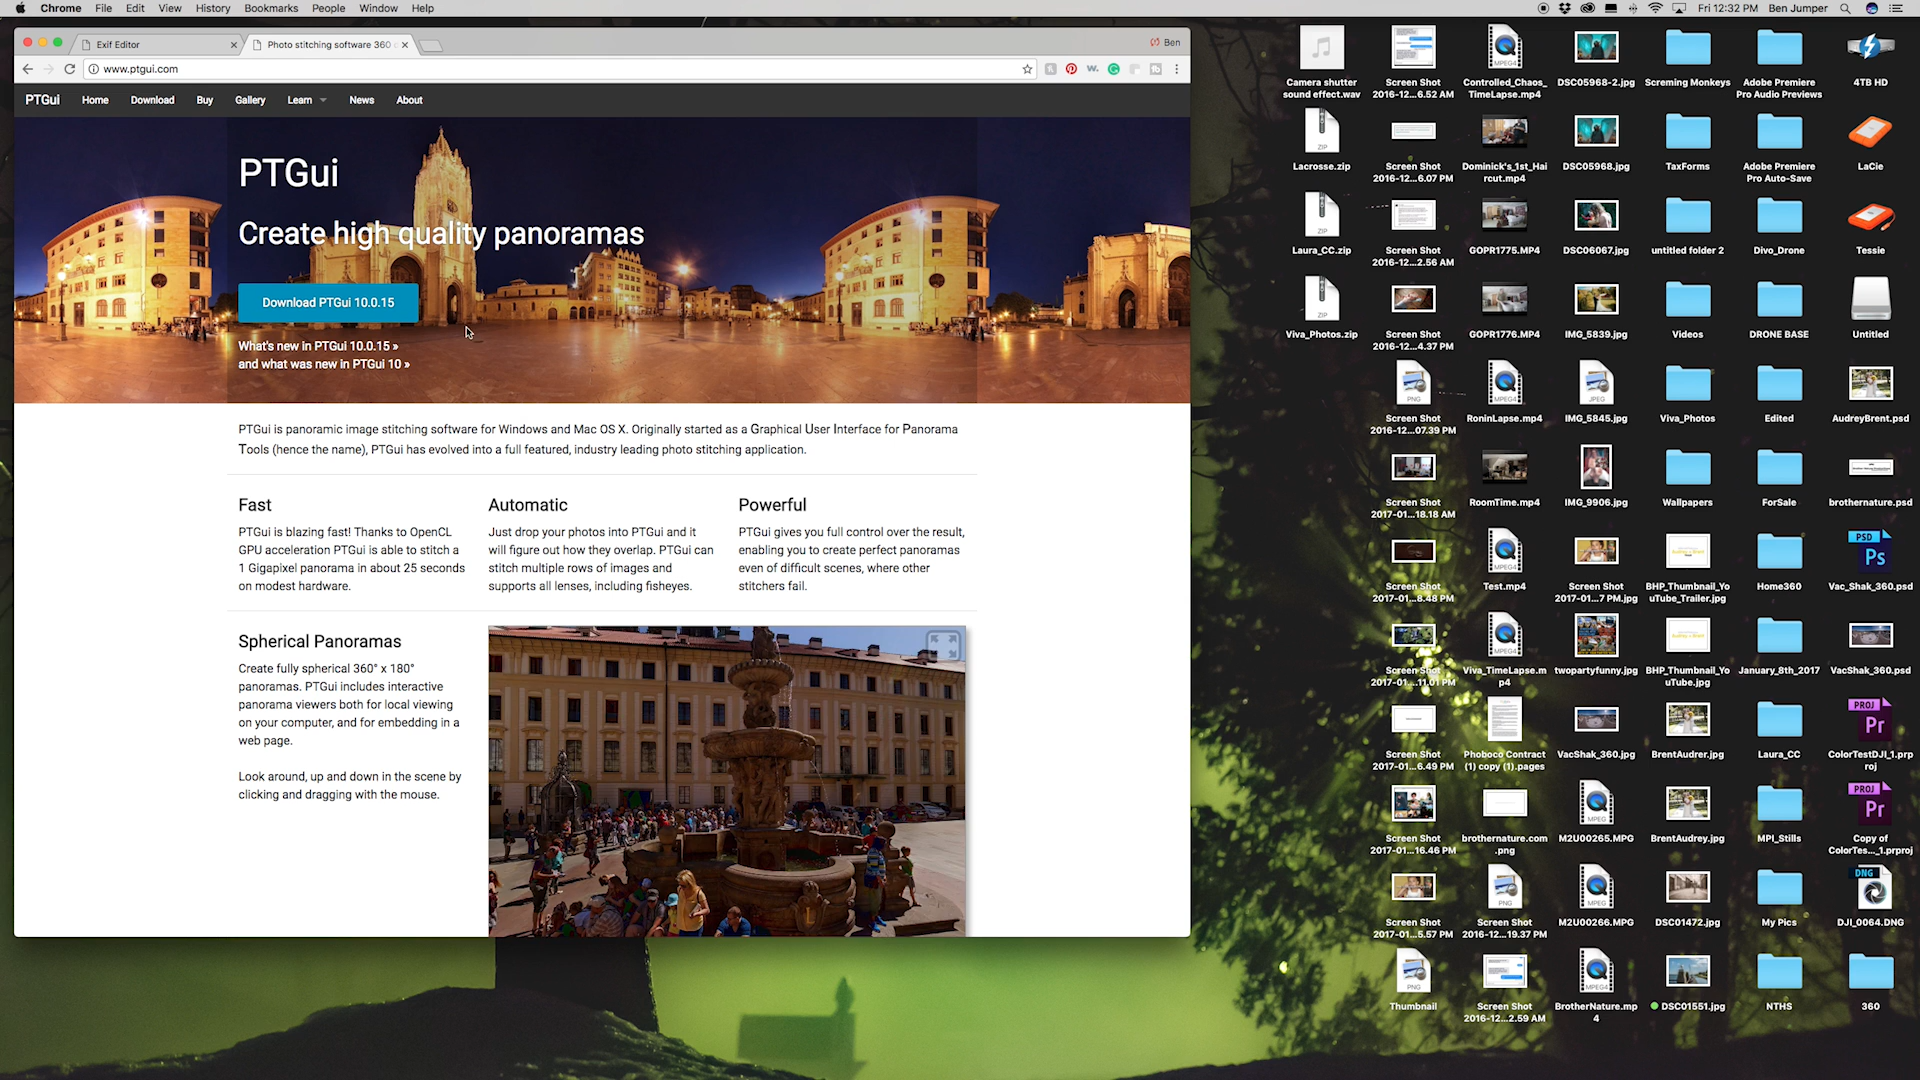 Chrome File Edit View History Bookmarks People Window Help
Fri 12:32 PM Ben Jumper
Exif Editor
Photo stitching software 360
Ben
www.ptgui.com
PTGui Home Download Buy Gallery Learn News About
PTGui
Create high quality panoramas
Download PTGui 10.0.15
What's new in PTGui 10.0.15 »
and what was new in PTGui 10 »
PTGui is panoramic image stitching software for Windows and Mac OS X. Originally started as a Graphical User Interface for Panorama
Tools (hence the name), PTGui has evolved into a full featured, industry leading photo stitching application.
Fast
PTGui is blazing fast! Thanks to OpenCL
GPU acceleration PTGui is able to stitch a
1 Gigapixel panorama in about 25 seconds
on modest hardware.
Automatic
Just drop your photos into PTGui and it
will figure out how they overlap. PTGui can
stitch multiple rows of images and
supports all lenses, including fisheyes.
Powerful
PTGui gives you full control over the result,
enabling you to create perfect panoramas
even of difficult scenes, where other
stitchers fail.
Spherical Panoramas
Create fully spherical 360° x 180°
panoramas. PTGui includes interactive
panorama viewers both for local viewing
on your computer, and for embedding in a
web page.
Look around, up and down in the scene by
clicking and dragging with the mouse.
Camera shutter
sound effect.wav
Screen Shot
2016-12...6.52 AM
Controlled_Chaos_
TimeLapse.mp4
DSC05968-2.jpg
Screming Monkeys
Adobe Premiere
Pro Audio Previews
4TB HD
Lacrosse.zip
Screen Shot
2016-12...6.07 PM
Dominick's_1st_Hai
rcut.mp4
DSC05968.jpg
TaxForms
Adobe Premiere
Pro Auto-Save
LaCie
Laura_CC.zip
Screen Shot
2016-12...2.56 AM
GOPR1775.MP4
DSC06067.jpg
untitled folder 2
Divo_Drone
Tessie
Viva_Photos.zip
Screen Shot
2016-12...4.37 PM
GOPR1776.MP4
IMG_5839.jpg
Videos
DRONE BASE
Untitled
Screen Shot
2016-12...07.39 PM
RoninLapse.mp4
IMG_5845.jpg
Viva_Photos
Edited
AudreyBrent.psd
Screen Shot
2017-01...18.18 AM
RoomTime.mp4
IMG_9906.jpg
Wallpapers
ForSale
brothernature.psd
Screen Shot
2017-01...8.48 PM
Test.mp4
Screen Shot
2017-01...7 PM.jpg
BHP_Thumbnail_Yo
uTube_Trailer.jpg
Home360
Vac_Shak_360.psd
Screen Shot
2017-01...11.01 PM
Viva_TimeLapse.m
p4
twopartyfunny.jpg
BHP_Thumbnail_Yo
uTube.jpg
January_8th_2017
VacShak_360.psd
Screen Shot
2017-01...6.49 PM
Phoboco Contract
(1) copy (1).pages
VacShak_360.jpg
BrentAudrer.jpg
Laura_CC
ColorTestDJI_1.prp
roj
Screen Shot
2017-01...16.46 PM
brothernature.com
.png
M2U00265.MPG
BrentAudrey.jpg
MPI_Stills
Copy of
ColorTes..._1.prproj
Screen Shot
2017-01...5.57 PM
Screen Shot
2016-12...19.37 PM
M2U00266.MPG
DSC01472.jpg
My Pics
DJI_0064.DNG
Thumbnail
Screen Shot
2016-12...2.59 AM
BrotherNature.mp
4
DSC01551.jpg
NTHS
360